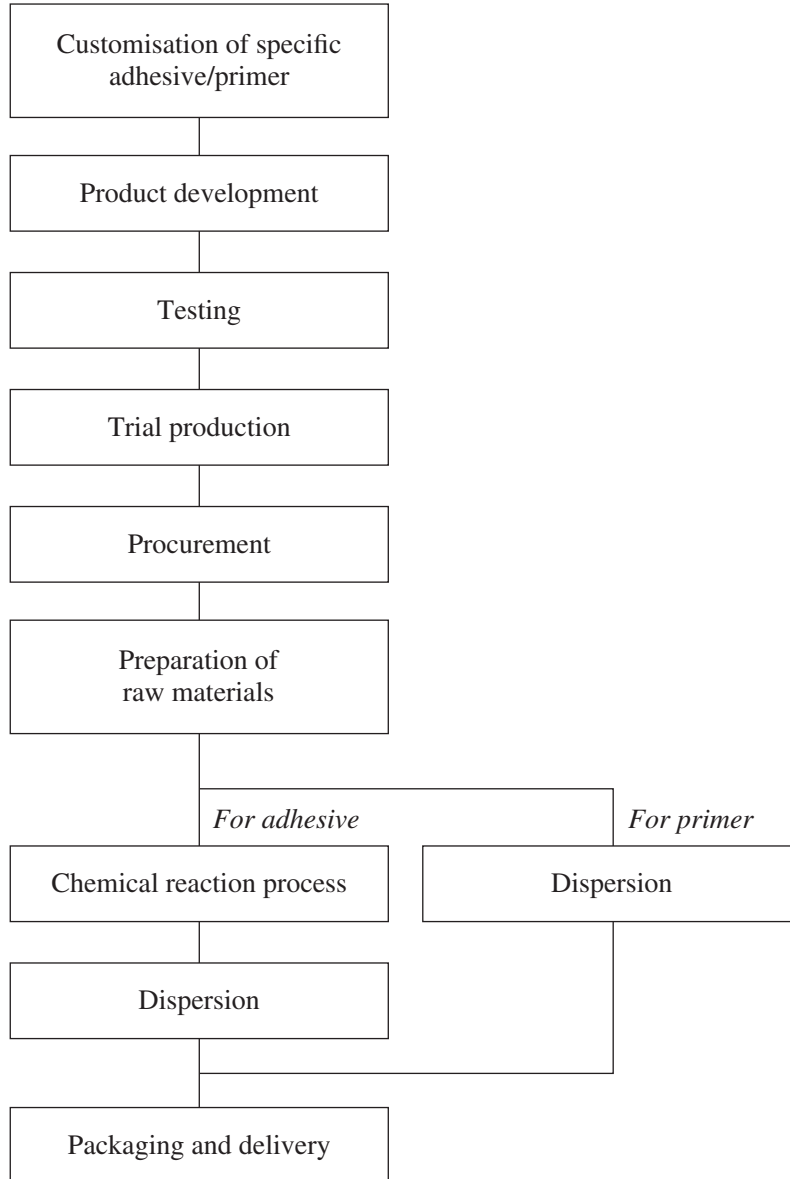 Customisation of specific
adhesive/primer
Product development
Testing
Trial production
Procurement
Preparation of
raw materials
For adhesive
For primer
Chemical reaction process
Dispersion
Dispersion
Packaging and delivery